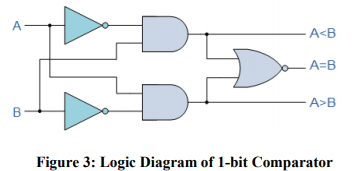 A
B
A<B
A=B
A>B
Figure 3: Logic Diagram of 1-bit Comparator